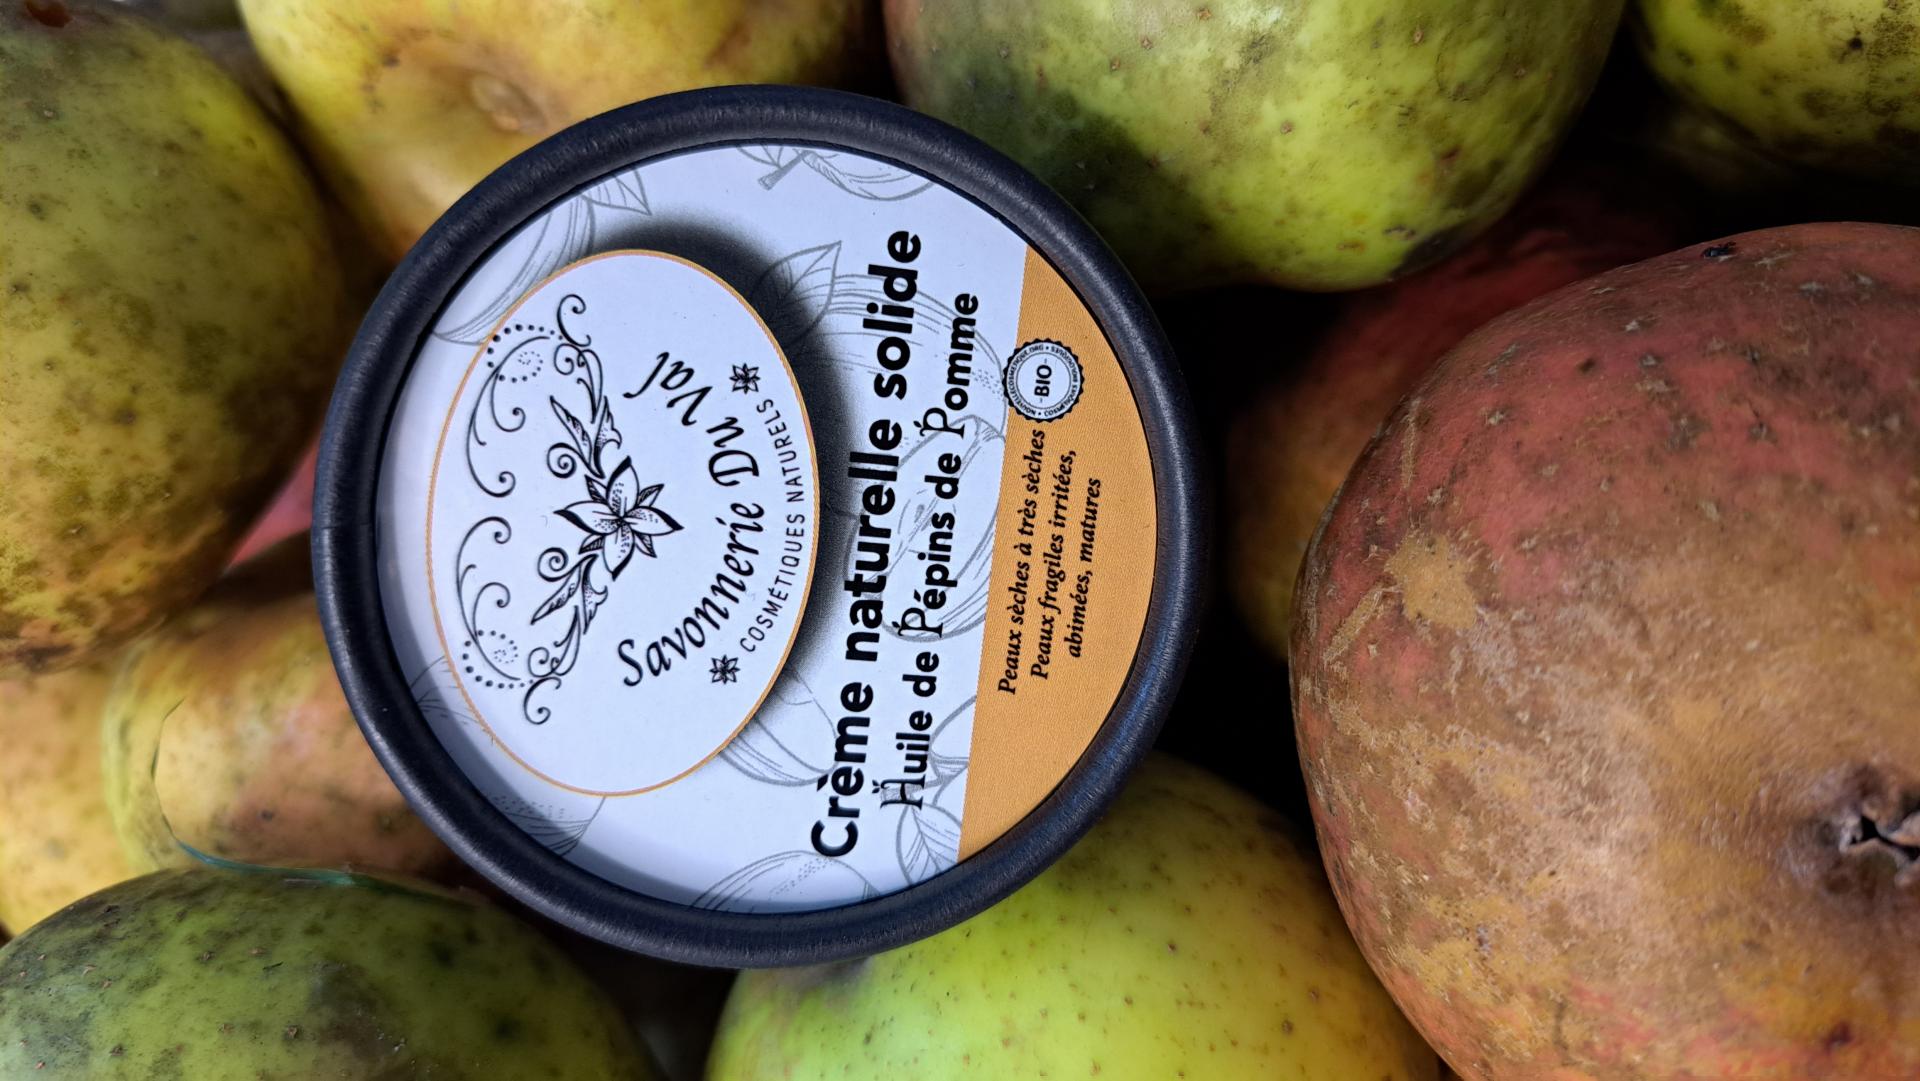 Savonnerie Du Val
COSMÉTIQUES NATURELS
Crème naturelle solide
Huile de Pépins de Pomme
Peaux sèches à très sèches
Peaux fragiles irritées,
abimées, matures
-BIO-